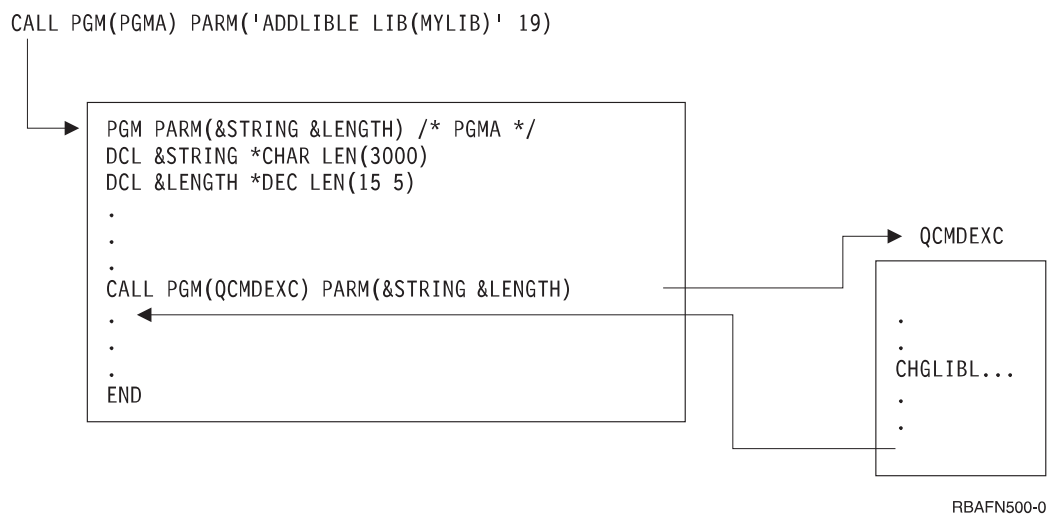 CALL PGM(PGMA) PARM('ADDLIBLE LIB(MYLIB)' 19)
PGM PARM(&STRING &LENGTH) /* PGMA */
DCL &STRING *CHAR LEN(3000)
DCL &LENGTH *DEC LEN(15 5)
.
.
.
CALL PGM(QCMDEXC) PARM(&STRING &LENGTH)
.
.
.
END
QCMDEXC
.
.
CHGLIBL...
.
.
RBAFN500-0